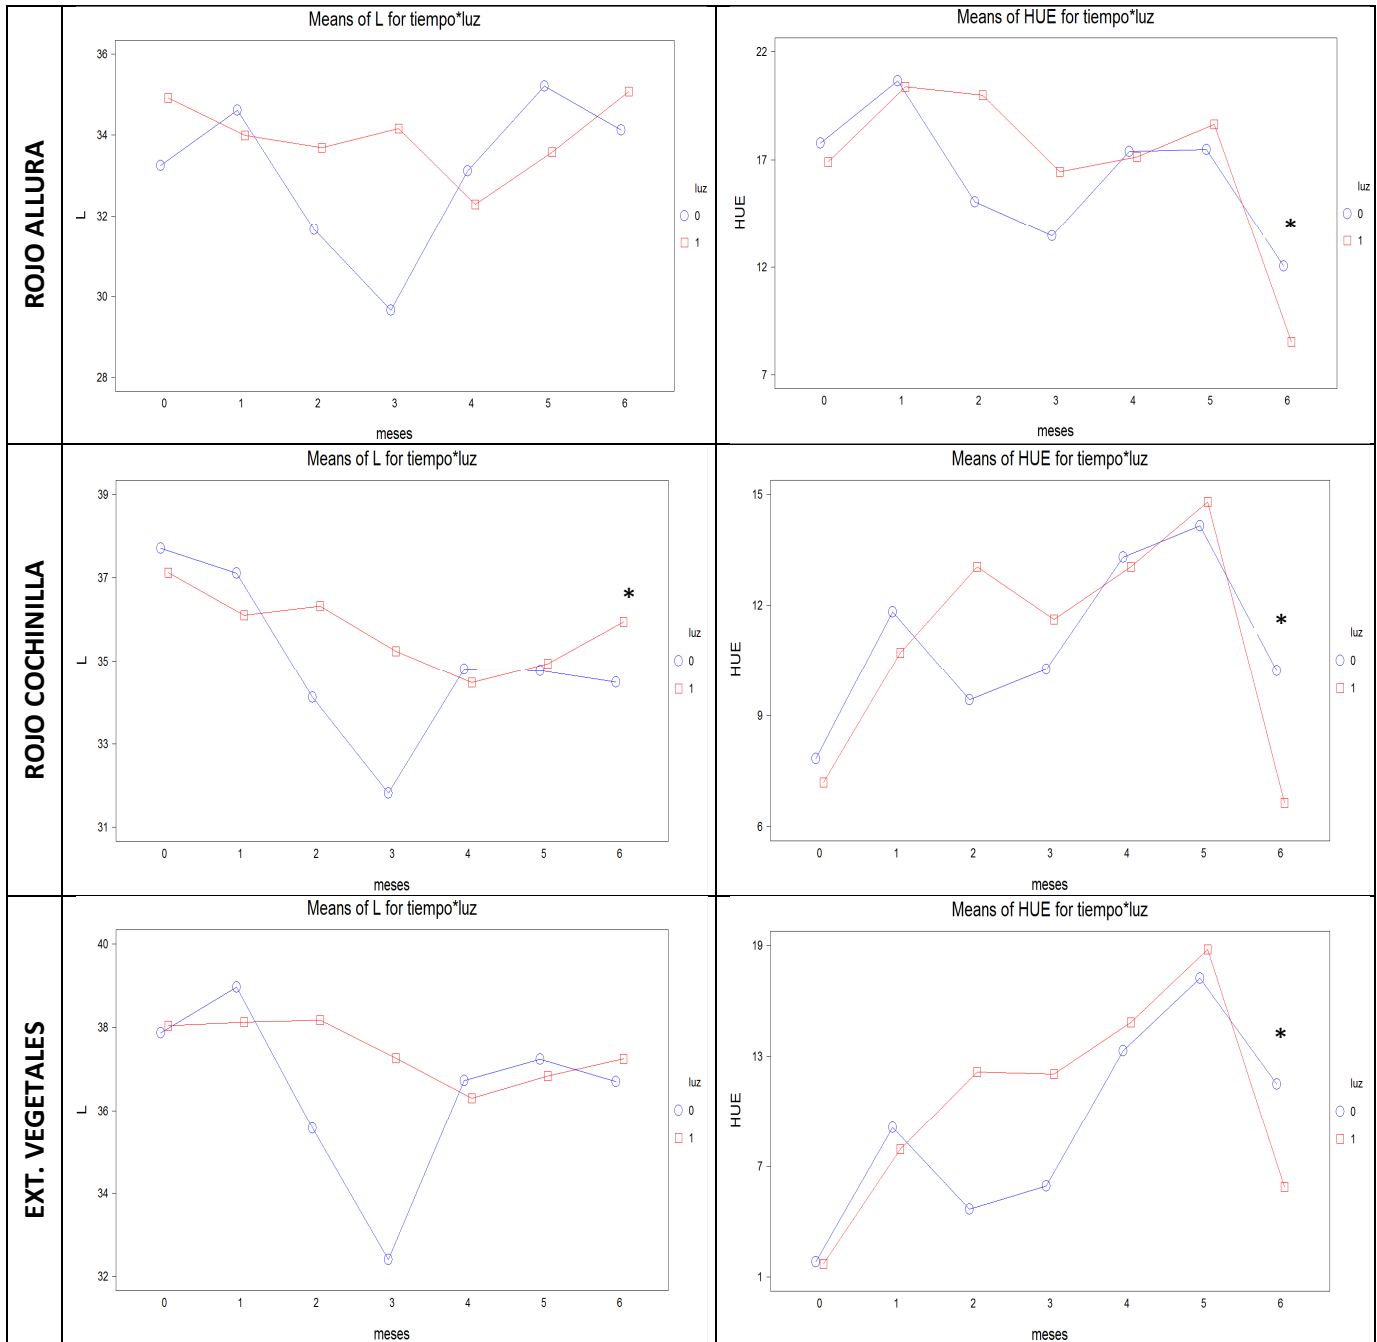 ROJO ALLURA
Means of L for tiempo*luz
36
34
32
30
28
L
0 1 2 3 4 5 6
meses
luz
0
1
Means of HUE for tiempo*luz
22
17
12
7
HUE
*
0 1 2 3 4 5 6
meses
luz
0
1
ROJO COCHINILLA
Means of L for tiempo*luz
39
37
35
33
31
L
*
0 1 2 3 4 5 6
meses
luz
0
1
Means of HUE for tiempo*luz
15
12
9
6
HUE
*
0 1 2 3 4 5 6
meses
luz
0
1
EXT. VEGETALES
Means of L for tiempo*luz
40
38
36
34
32
L
0 1 2 3 4 5 6
meses
luz
0
1
Means of HUE for tiempo*luz
19
13
7
1
HUE
*
0 1 2 3 4 5 6
meses
luz
0
1